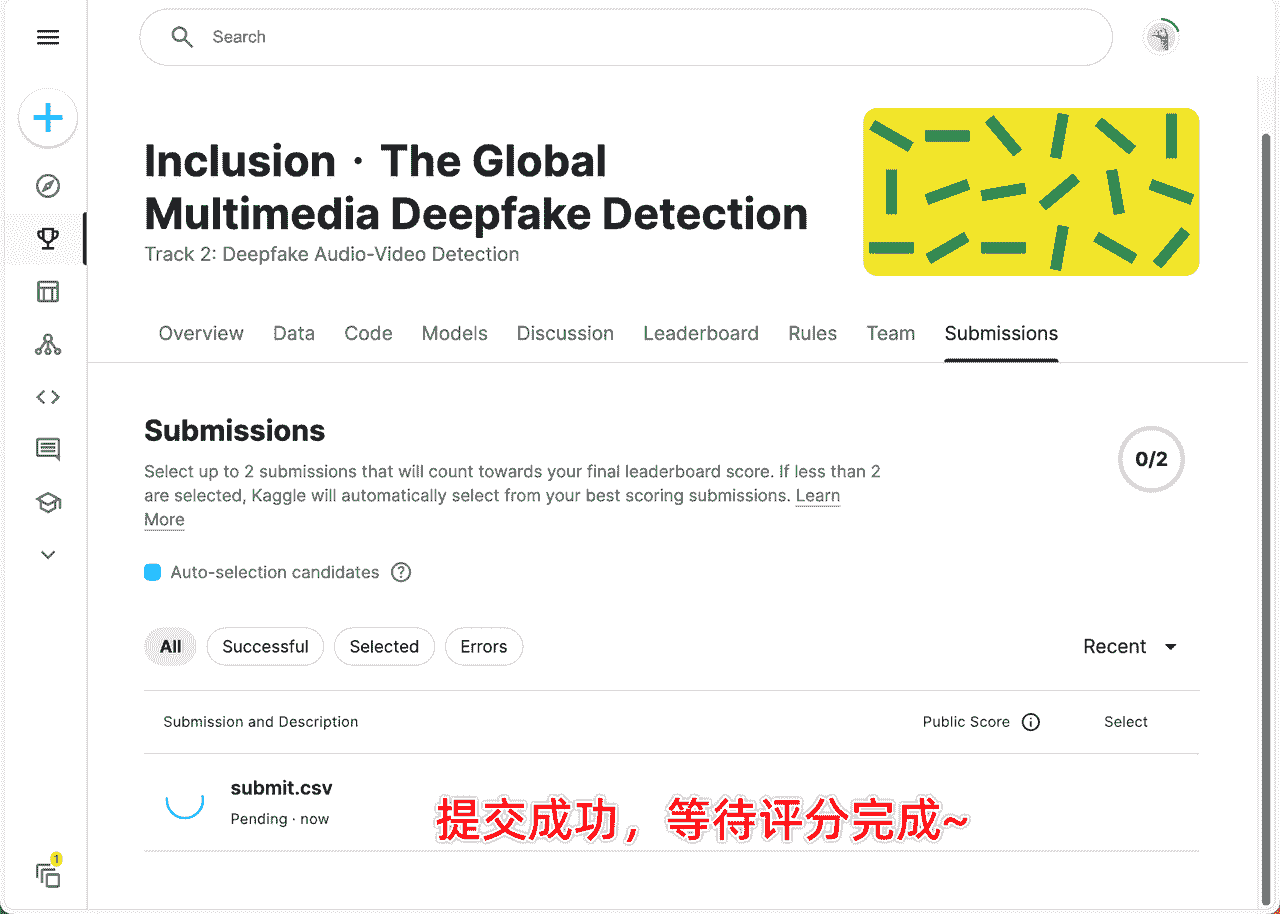 Search
Inclusion · The Global
Multimedia Deepfake Detection
Track 2: Deepfake Audio-Video Detection
Overview Data Code Models Discussion Leaderboard Rules Team Submissions
Submissions
0/2
Select up to 2 submissions that will count towards your final leaderboard score. If less than 2
are selected, Kaggle will automatically select from your best scoring submissions. Learn
More
Auto-selection candidates ?
All Successful Selected Errors Recent
Submission and Description Public Score Select
submit.csv
Pending · now
提交成功，等待评分完成~
1